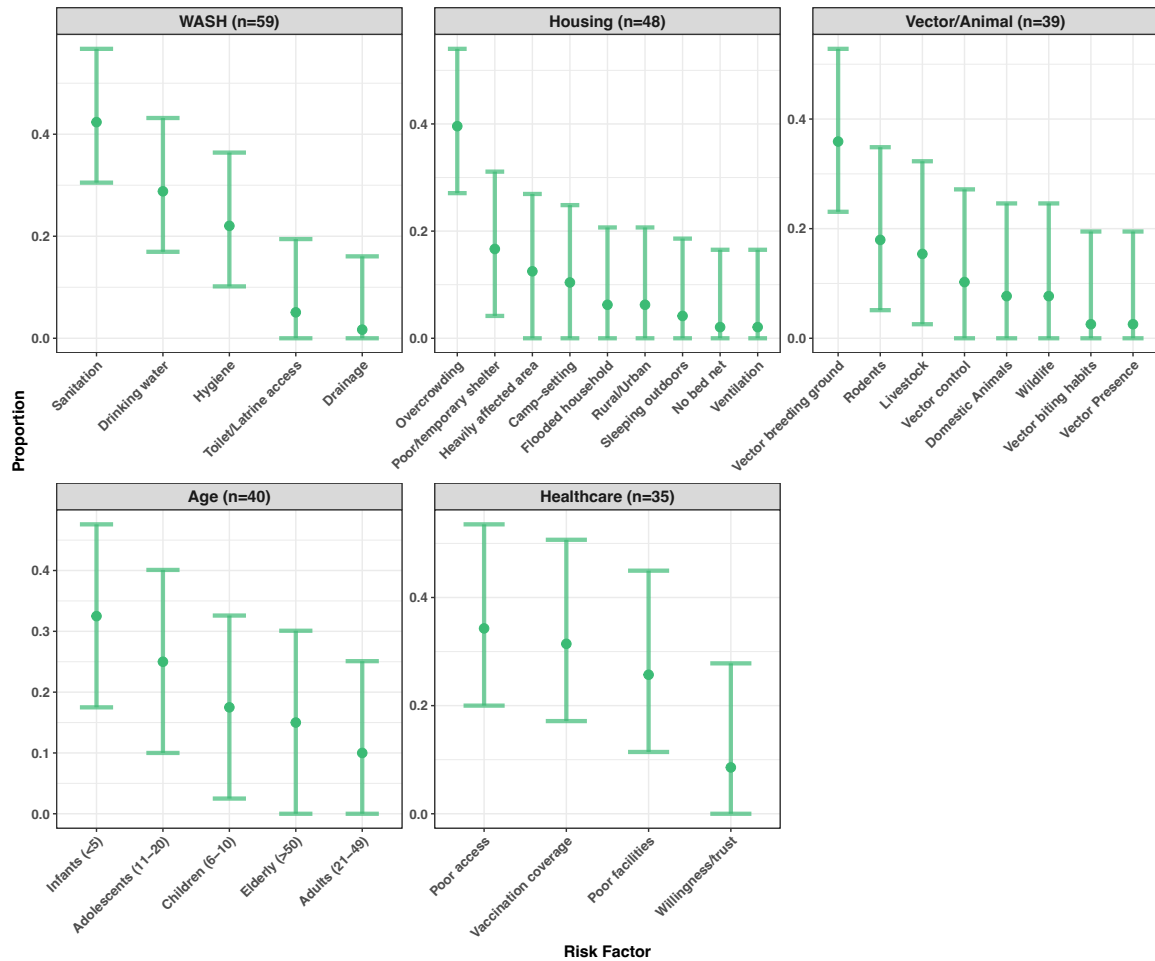 WASH (n=59)
Housing (n=48)
Vector/Animal (n=39)
0.4
0.2
0.0
0.4
0.2
0.0
0.4
0.2
0.0
Sanitation
Drinking water
Hygiene
Toilet/Latrine access
Drainage
Overcrowding
Poor/temporary shelter
Heavily affected area
Camp−setting
Flooded household
Rural/Urban
Sleeping outdoors
No bed net
Ventilation
Vector breeding ground
Rodents
Livestock
Vector control
Domestic Animals
Wildlife
Vector biting habits
Vector Presence
Proportion
Age (n=40)
Healthcare (n=35)
0.4
0.3
0.2
0.1
0.0
0.4
0.2
0.0
Infants (<5)
Adolescents (11−20)
Children (6−10)
Elderly (>50)
Adults (21−49)
Poor access
Vaccination coverage
Poor facilities
Willingness/trust
Risk Factor